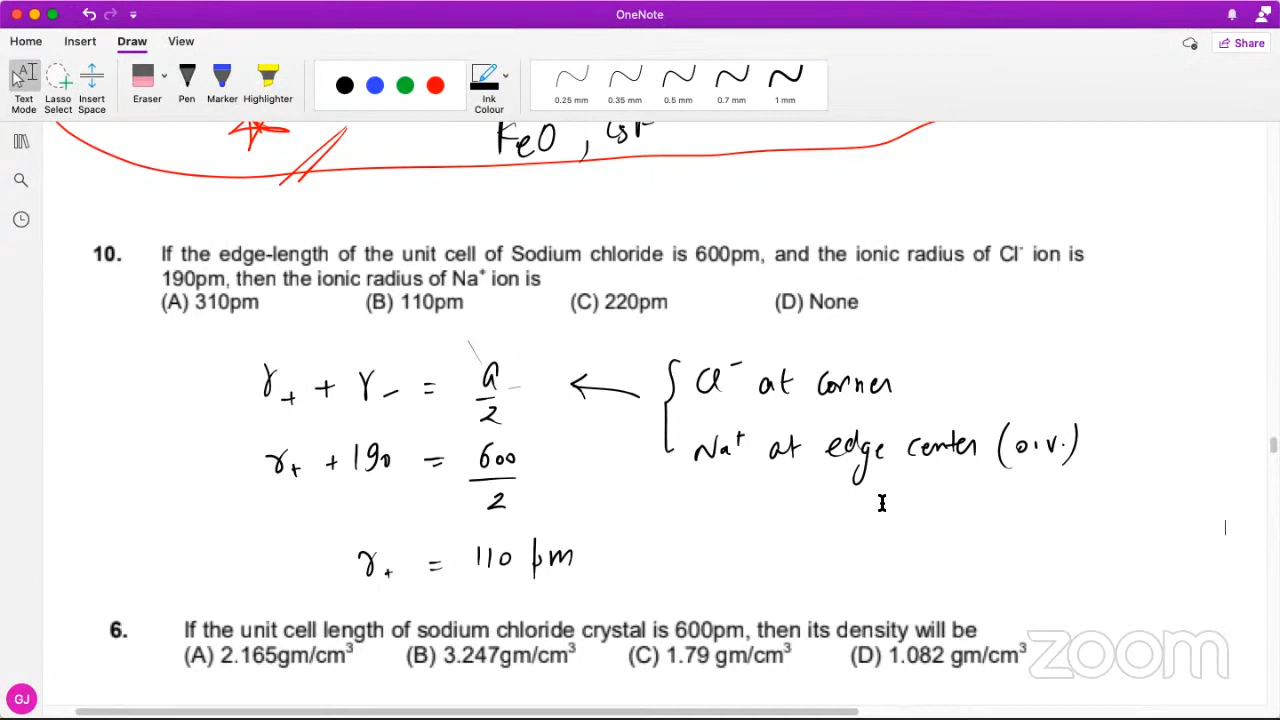 OneNote
Home Insert Draw View
Share
Text Mode
Lasso Select
Insert Space
Eraser
Pen
Marker
Highlighter
Ink Colour
0.25 mm 0.35 mm 0.5 mm 0.7 mm 1 mm
FeO ,
10. If the edge-length of the unit cell of Sodium chloride is 600pm, and the ionic radius of Cl⁻ ion is
190pm, then the ionic radius of Na⁺ ion is
(A) 310pm (B) 110pm (C) 220pm (D) None
r₊ + r₋ = a/2 ← { Cl⁻ at corner
r₊ + 190 = 600/2 Na⁺ at edge center (o.v.)
r₊ = 110 pm
6. If the unit cell length of sodium chloride crystal is 600pm, then its density will be
(A) 2.165gm/cm³ (B) 3.247gm/cm³ (C) 1.79 gm/cm³ (D) 1.082 gm/cm³
zoom
GJ